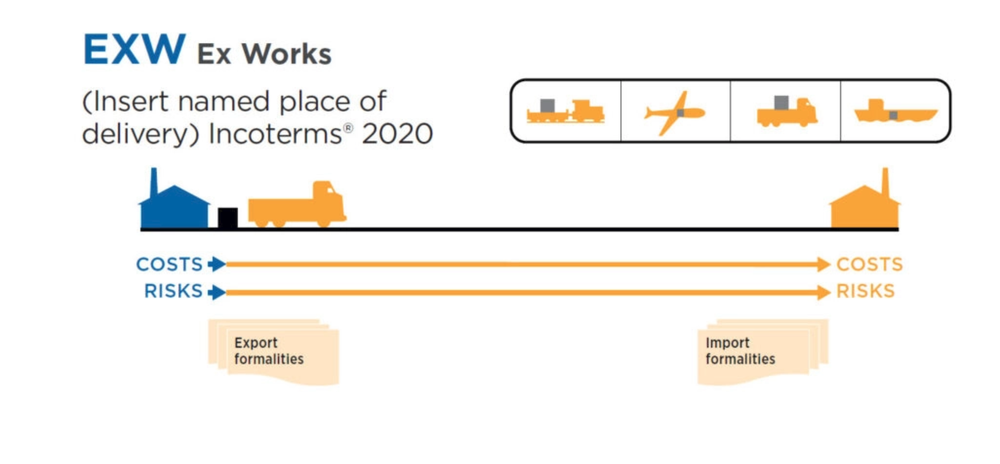 EXW Ex Works
(Insert named place of
delivery) Incoterms® 2020
COSTS COSTS
RISKS RISKS
Export
formalities
Import
formalities